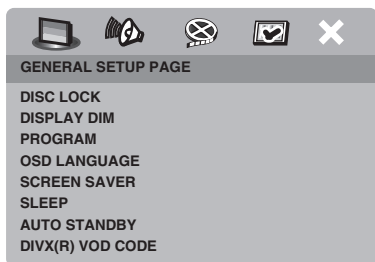 GENERAL SETUP PAGE
DISC LOCK
DISPLAY DIM
PROGRAM
OSD LANGUAGE
SCREEN SAVER
SLEEP
AUTO STANDBY
DIVX(R) VOD CODE